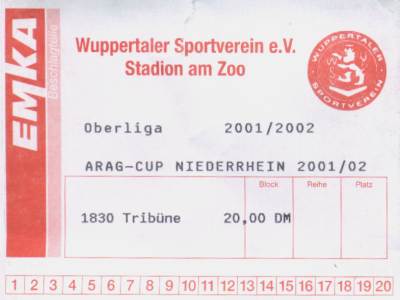 EMKA
Beschlagteile
Wuppertaler Sportverein e.V.
Stadion am Zoo
WUPPERTALER
SPORTVEREIN
Oberliga 2001/2002
ARAG-CUP NIEDERRHEIN 2001/02
Block Reihe Platz
1830 Tribüne 20,00 DM
1 2 3 4 5 6 7 8 9 10 11 12 13 14 15 16 17 18 19 20